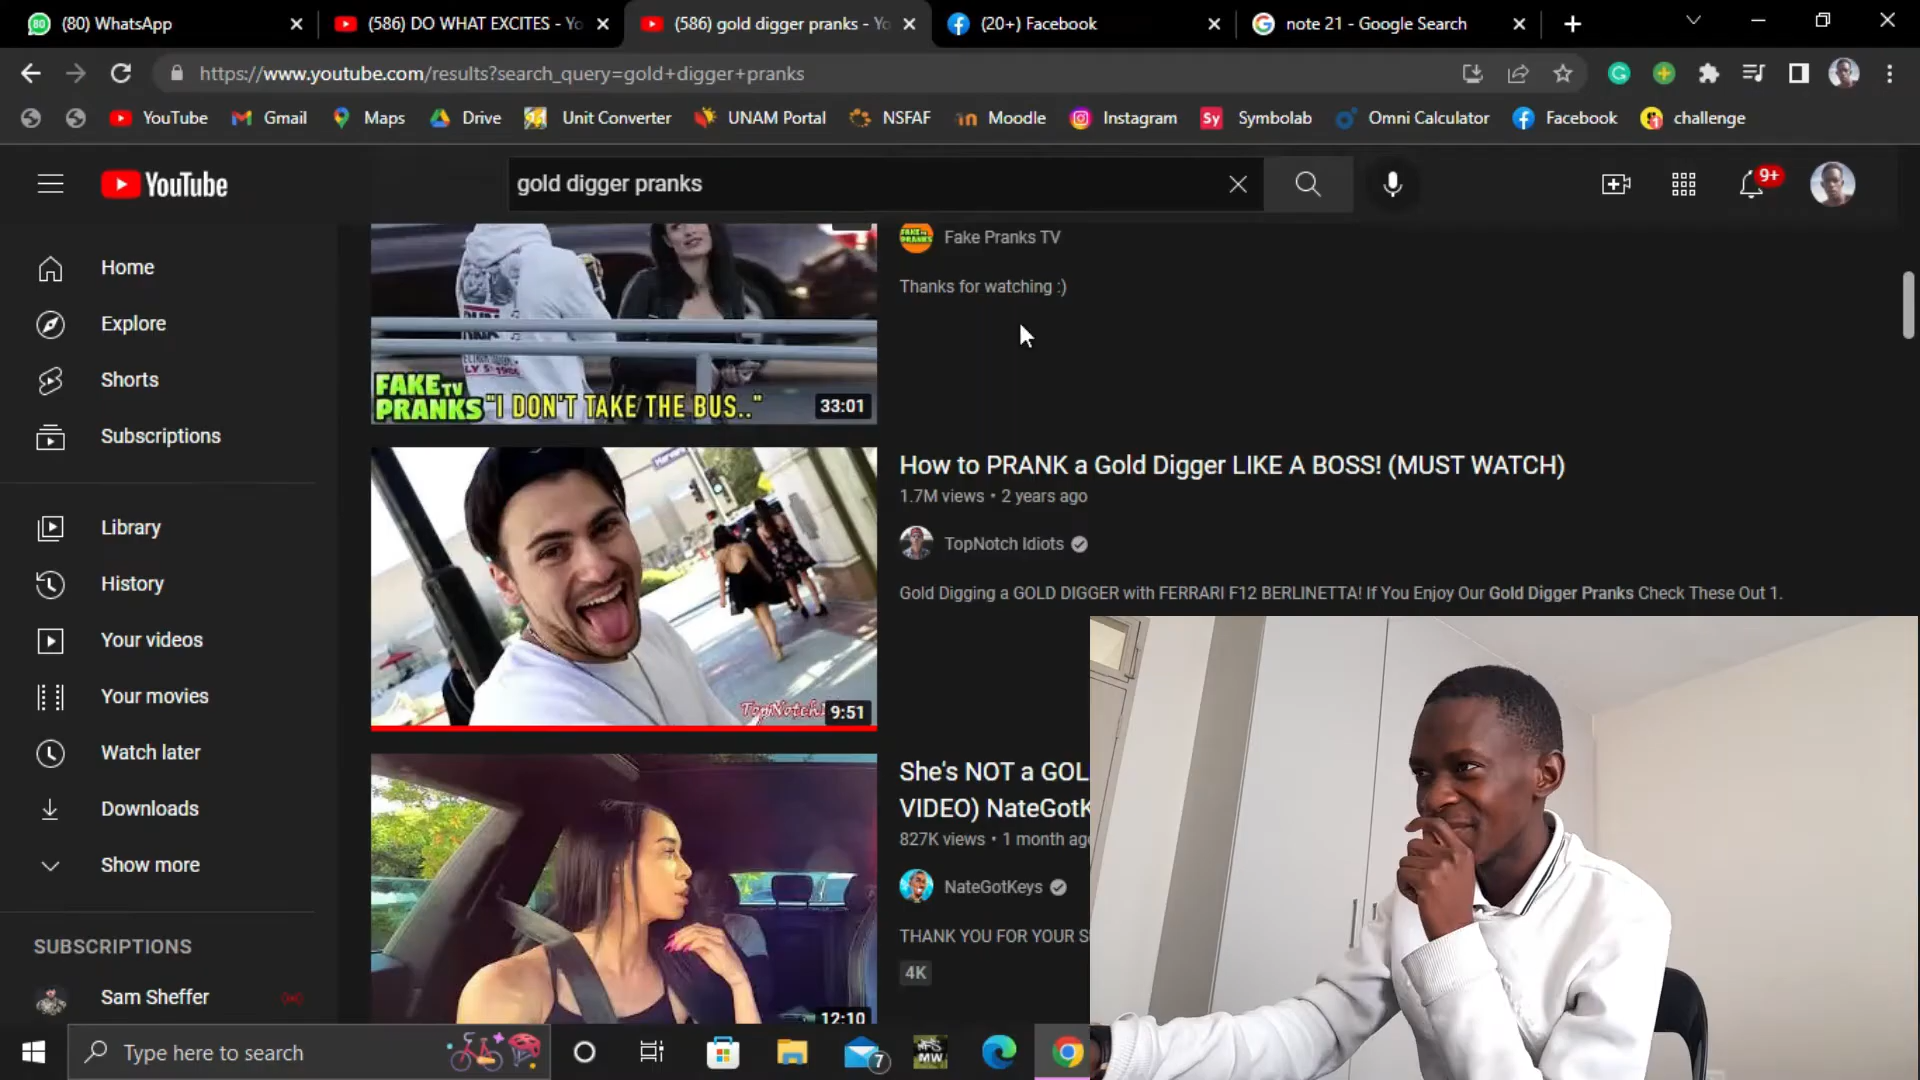 (80) WhatsApp
(586) DO WHAT EXCITES - Yo
(586) gold digger pranks - Yo
(20+) Facebook
note 21 - Google Search
https://www.youtube.com/results?search_query=gold+digger+pranks
YouTube
Gmail
Maps
Drive
Unit Converter
UNAM Portal
NSFAF
Moodle
Instagram
Sy Symbolab
Omni Calculator
Facebook
challenge
YouTube
gold digger pranks
9+
Home
Explore
Shorts
Subscriptions
Library
History
Your videos
Your movies
Watch later
Downloads
Show more
SUBSCRIPTIONS
Sam Sheffer
FAKE TV
PRANKS "I DON'T TAKE THE BUS.."
33:01
Fake Pranks TV
Thanks for watching :)
9:51
How to PRANK a Gold Digger LIKE A BOSS! (MUST WATCH)
1.7M views • 2 years ago
TopNotch Idiots
Gold Digging a GOLD DIGGER with FERRARI F12 BERLINETTA! If You Enjoy Our Gold Digger Pranks Check These Out 1.
12:10
She's NOT a GOL
VIDEO) NateGotK
827K views • 1 month ag
NateGotKeys
THANK YOU FOR YOUR S
4K
Type here to search
7
MW